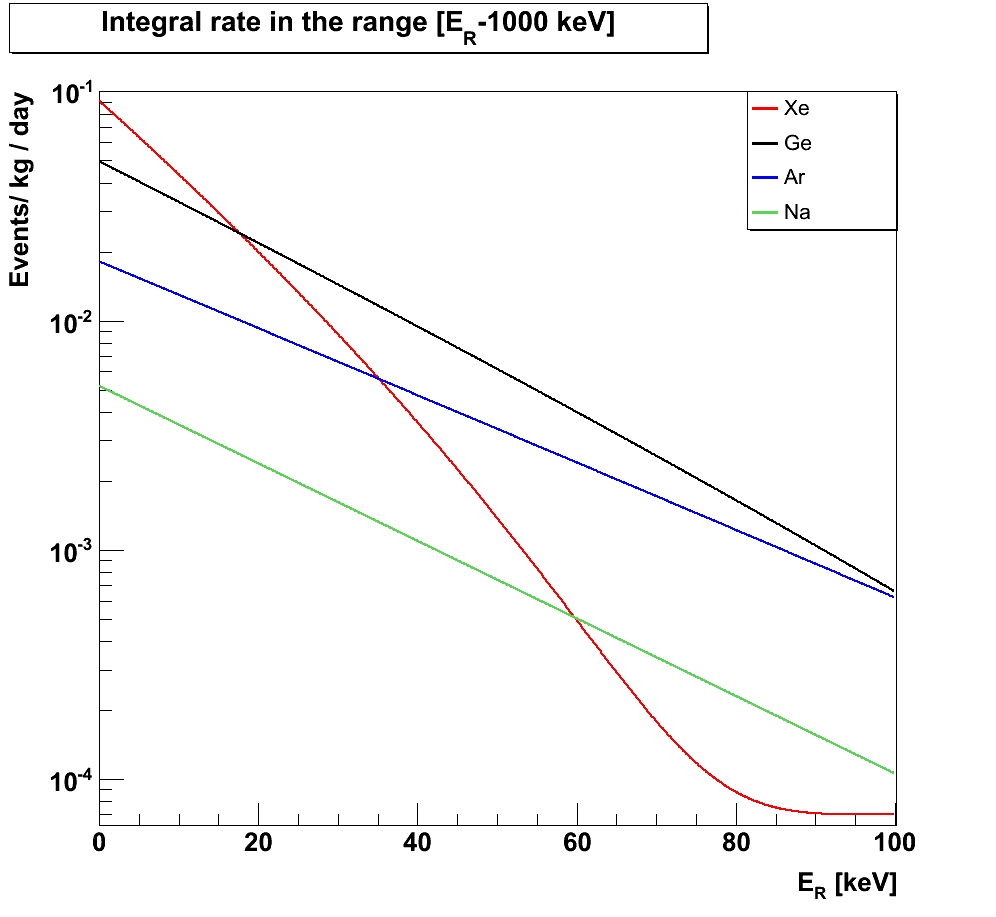 Integral rate in the range [E_R-1000 keV]
Events/ kg / day
10^-1
10^-2
10^-3
10^-4
Xe
Ge
Ar
Na
0 20 40 60 80 100
E_R [keV]